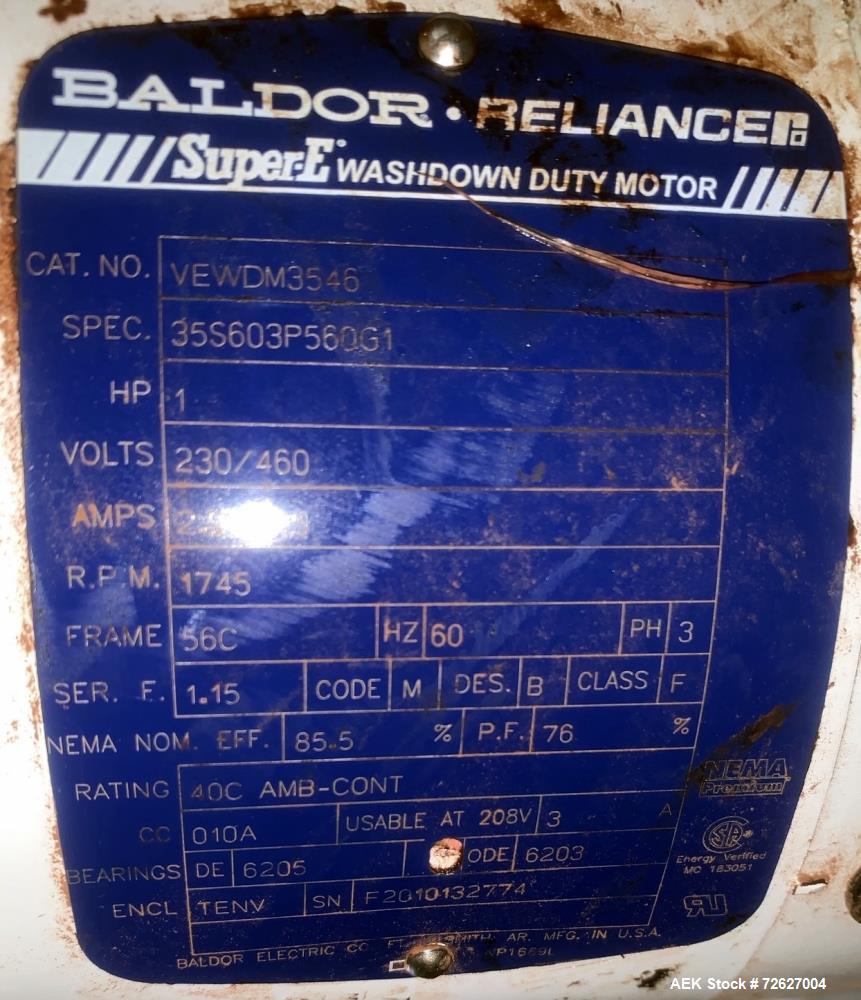 BALDOR · RELIANCE
Super-E WASHDOWN DUTY MOTOR
CAT. NO. VEWDM3546
SPEC. 35S603P560G1
HP 1
VOLTS 230/460
AMPS
R.P.M. 1745
FRAME 56C HZ 60 PH 3
SER. F. 1.15 CODE M DES. B CLASS F
NEMA NOM. EFF. 85.5 % P.F. 76 %
RATING 40C AMB-CONT
NEMA
Premium
CC 010A USABLE AT 208V 3 A
BEARINGS DE 6205 ODE 6203
Energy Verified
MC 183051
ENCL TENV SN F2010132774
BALDOR ELECTRIC CO AR. MFG. IN U.S.A.
AEK Stock # 72627004